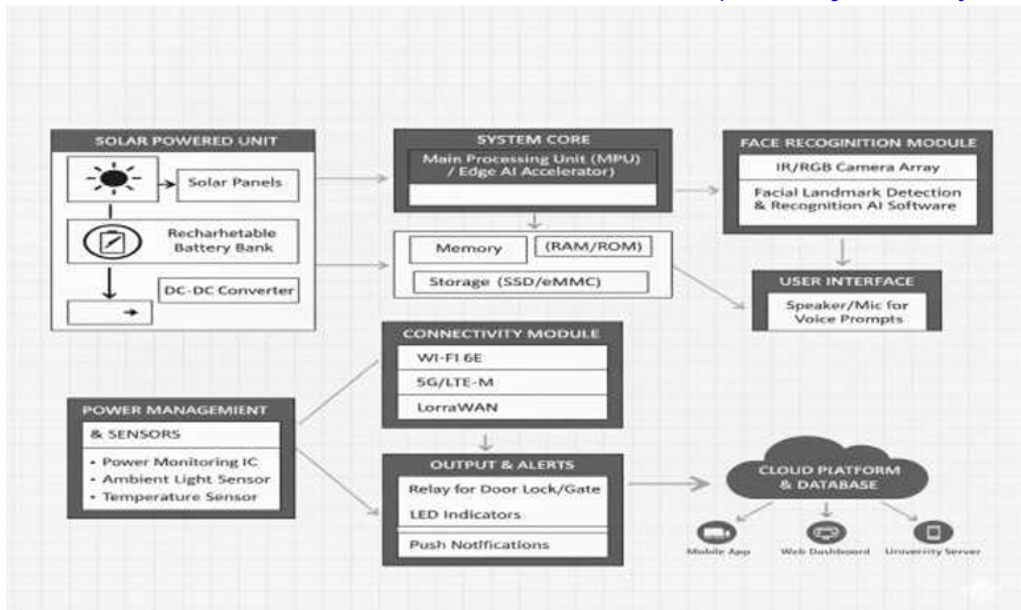 SOLAR POWERED UNIT
Solar Panels
Recharhetable
Battery Bank
DC-DC Converter
SYSTEM CORE
Main Processing Unit (MPU)
/ Edge AI Accelerator)
Memory
(RAM/ROM)
Storage (SSD/eMMC)
FACE RECOGINITION MODULE
IR/RGB Camera Array
Facial Landmark Detection
& Recognition AI Software
USER INTERFACE
Speaker/Mic for
Voice Prompts
CONNECTIVITY MODULE
WI-FI 6E
5G/LTE-M
LorraWAN
POWER MANAGEMIENT
& SENSORS
• Power Monitoring IC
• Ambient Light Sensor
• Temperature Sensor
OUTPUT & ALERTS
Relay for Door Lock/Gate
LED Indicators
Push Notifications
CLOUD PLATFORM
& DATABASE
Mobile App
Web Dashboard
Univerrity Server